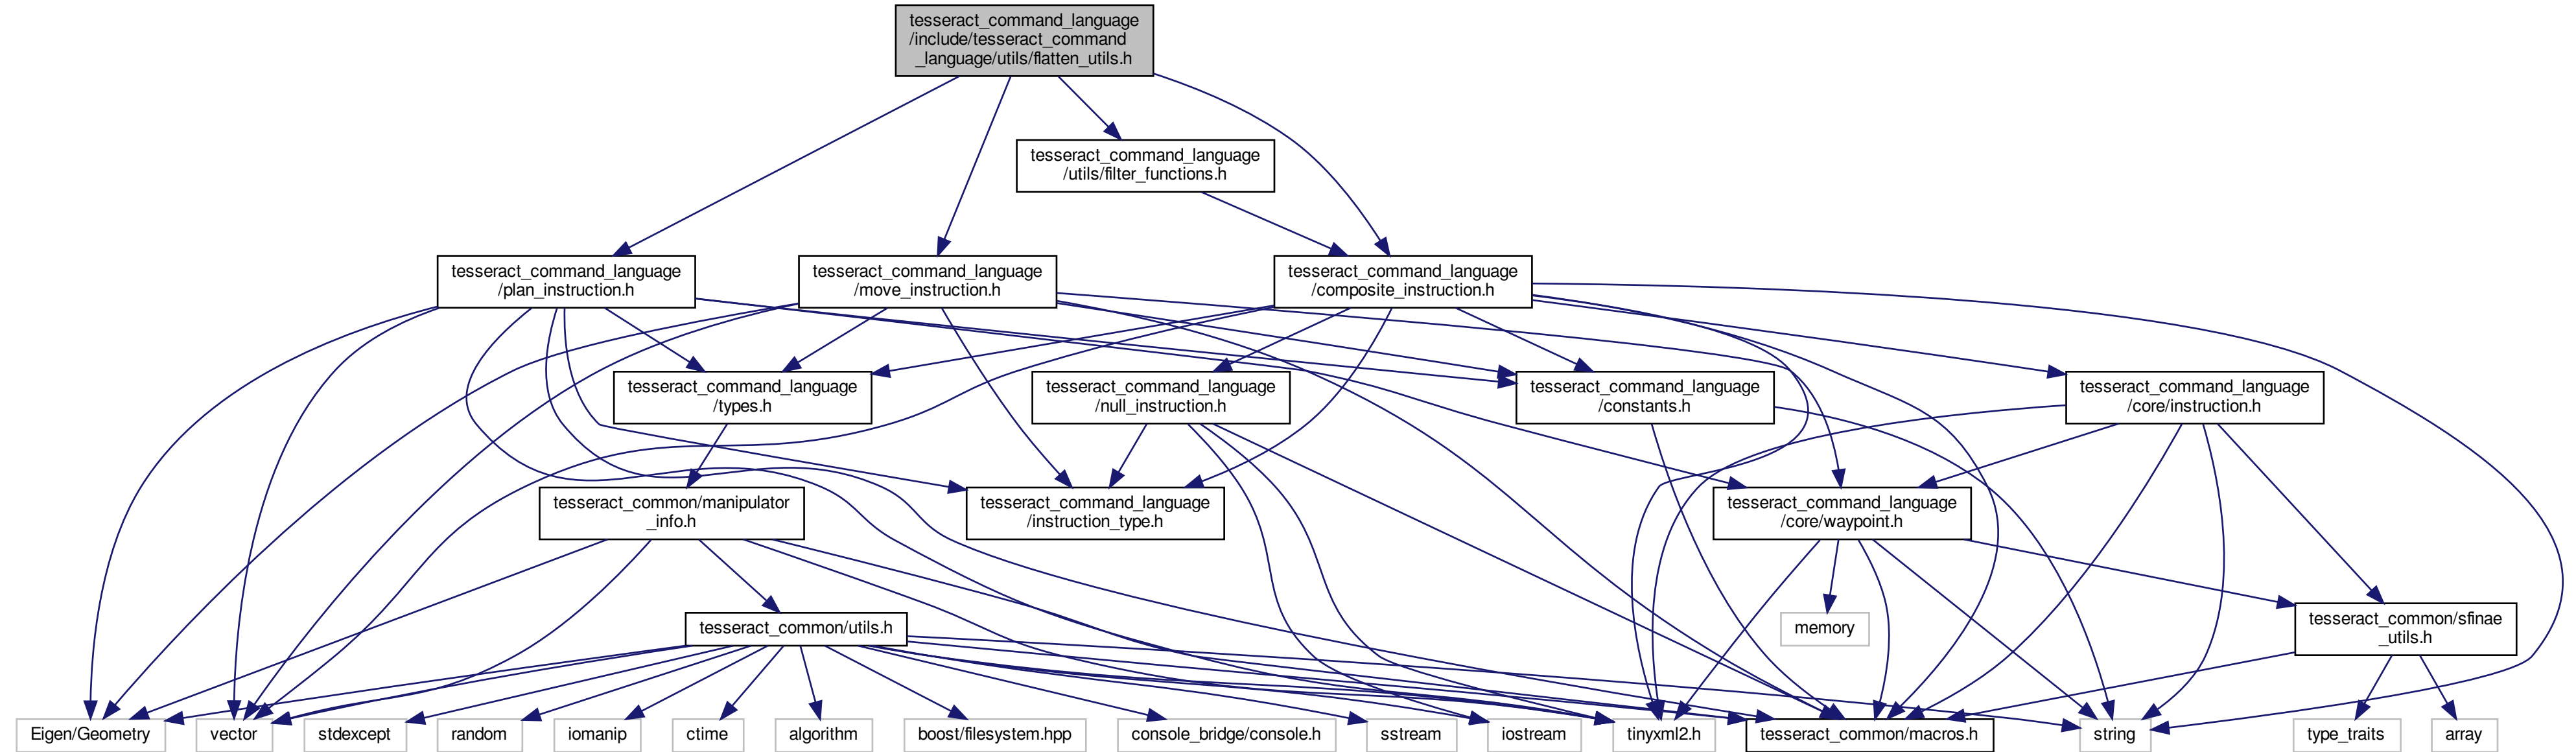 tesseract_command_language
/include/tesseract_command
_language/utils/flatten_utils.h
tesseract_command_language
/utils/filter_functions.h
tesseract_command_language
/plan_instruction.h
tesseract_command_language
/move_instruction.h
tesseract_command_language
/composite_instruction.h
tesseract_command_language
/types.h
tesseract_command_language
/null_instruction.h
tesseract_command_language
/constants.h
tesseract_command_language
/core/instruction.h
tesseract_common/manipulator
_info.h
tesseract_command_language
/instruction_type.h
tesseract_command_language
/core/waypoint.h
tesseract_common/utils.h
memory
tesseract_common/sfinae
_utils.h
Eigen/Geometry
vector
stdexcept
random
iomanip
ctime
algorithm
boost/filesystem.hpp
console_bridge/console.h
sstream
iostream
tinyxml2.h
tesseract_common/macros.h
string
type_traits
array